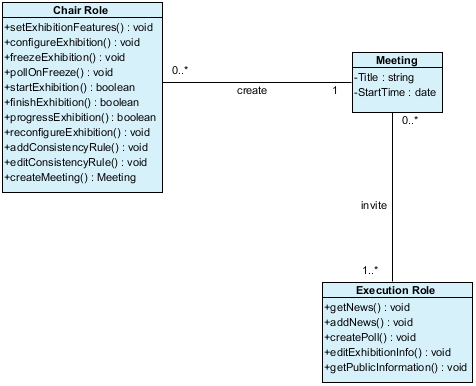 Chair Role
+setExhibitionFeatures() : void
+configureExhibition() : void
+freezeExhibition() : void
+pollOnFreeze() : void
+startExhibition() : boolean
+finishExhibition() : boolean
+progressExhibition() : boolean
+reconfigureExhibition() : void
+addConsistencyRule() : void
+editConsistencyRule() : void
+createMeeting() : Meeting
0..*
create
1
Meeting
-Title : string
-StartTime : date
0..*
invite
1..*
Execution Role
+getNews() : void
+addNews() : void
+createPoll() : void
+editExhibitionInfo() : void
+getPublicInformation() : void